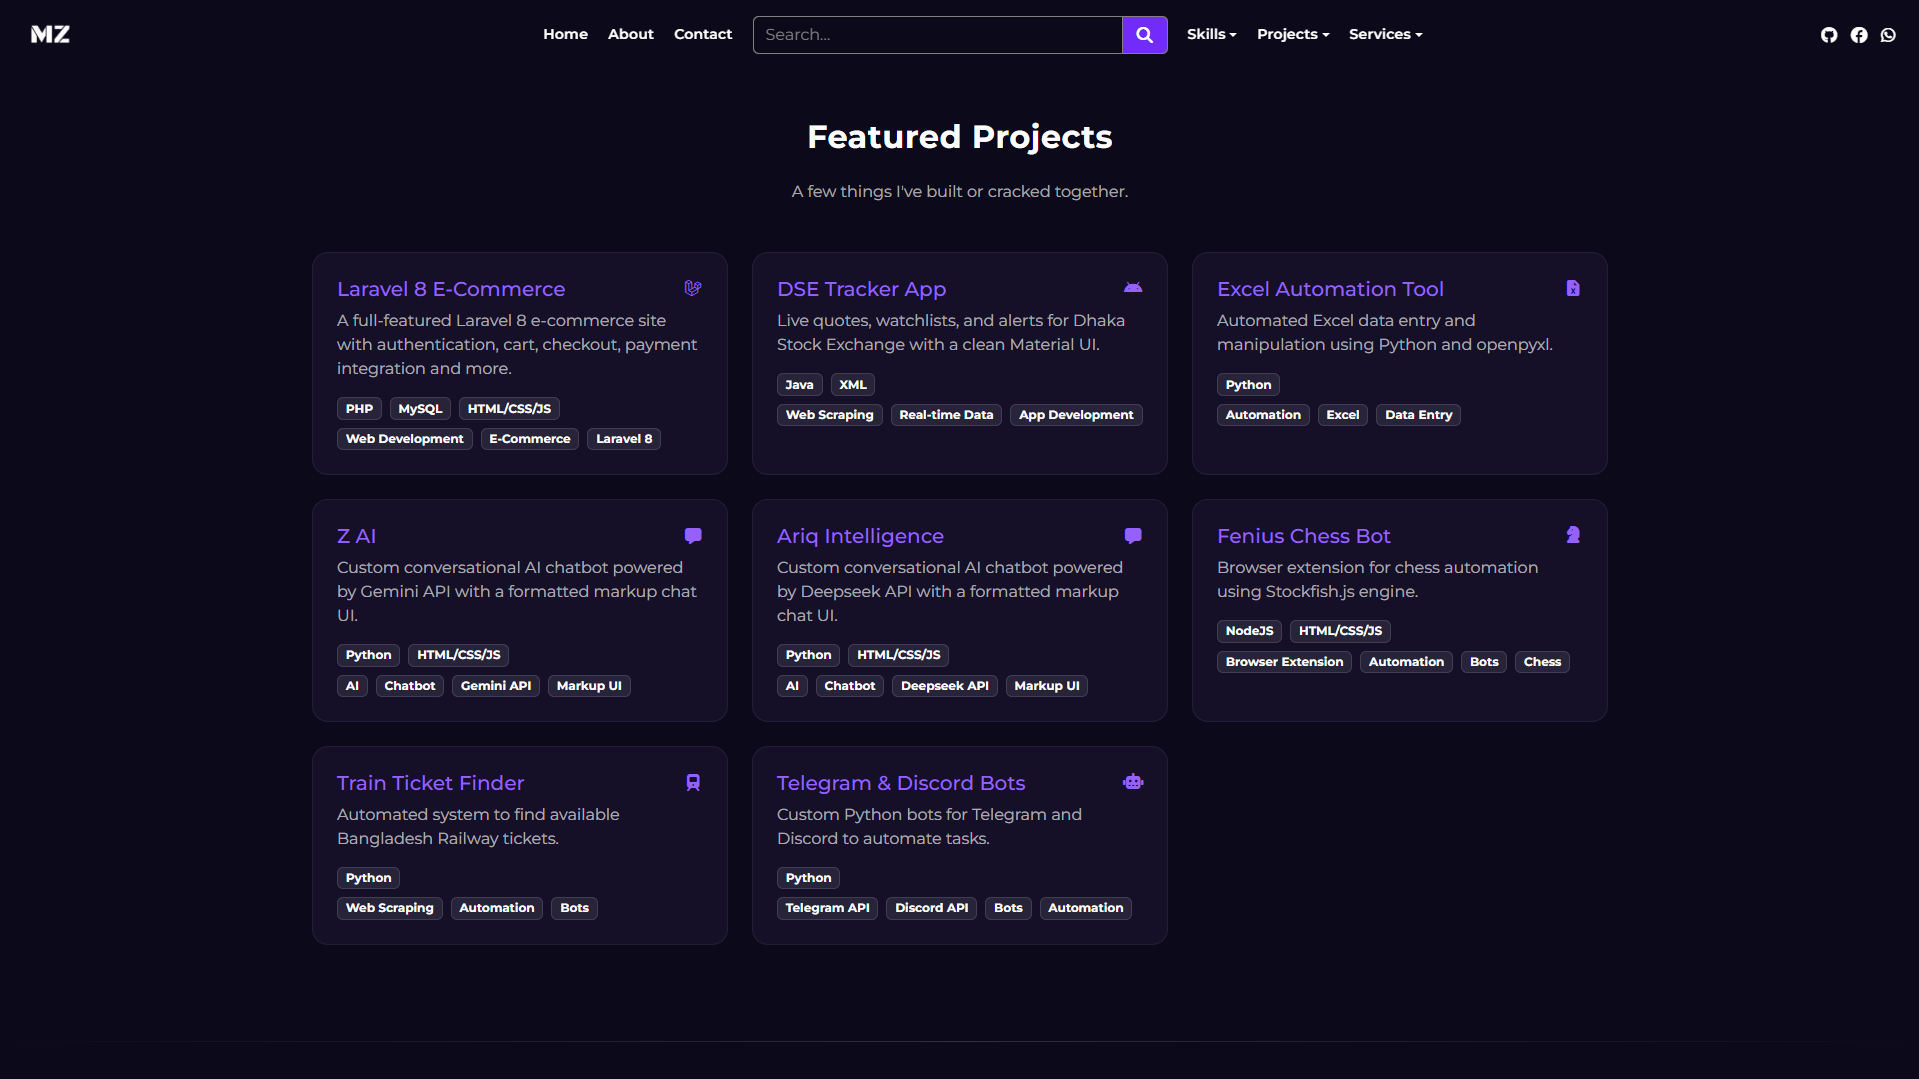 MZ
Home About Contact Search... Skills Projects Services
Featured Projects
A few things I've built or cracked together.
Laravel 8 E-Commerce
A full-featured Laravel 8 e-commerce site
with authentication, cart, checkout, payment
integration and more.
PHP MySQL HTML/CSS/JS
Web Development E-Commerce Laravel 8
DSE Tracker App
Live quotes, watchlists, and alerts for Dhaka
Stock Exchange with a clean Material UI.
Java XML
Web Scraping Real-time Data App Development
Excel Automation Tool
Automated Excel data entry and
manipulation using Python and openpyxl.
Python
Automation Excel Data Entry
Z AI
Custom conversational AI chatbot powered
by Gemini API with a formatted markup chat
UI.
Python HTML/CSS/JS
AI Chatbot Gemini API Markup UI
Ariq Intelligence
Custom conversational AI chatbot powered
by Deepseek API with a formatted markup
chat UI.
Python HTML/CSS/JS
AI Chatbot Deepseek API Markup UI
Fenius Chess Bot
Browser extension for chess automation
using Stockfish.js engine.
NodeJS HTML/CSS/JS
Browser Extension Automation Bots Chess
Train Ticket Finder
Automated system to find available
Bangladesh Railway tickets.
Python
Web Scraping Automation Bots
Telegram & Discord Bots
Custom Python bots for Telegram and
Discord to automate tasks.
Python
Telegram API Discord API Bots Automation